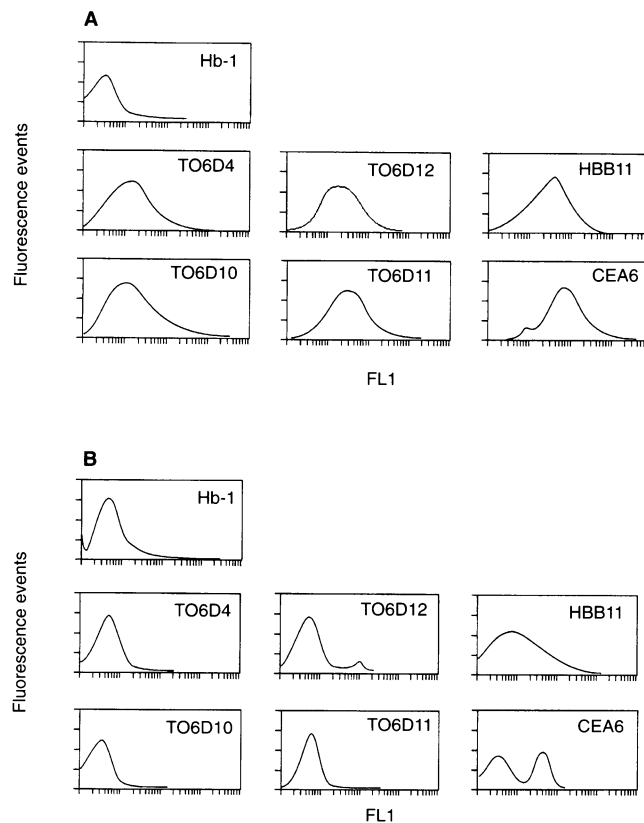 A
Hb-1
Fluorescence events
TO6D4
TO6D12
HBB11
TO6D10
TO6D11
CEA6
FL1
B
Hb-1
Fluorescence events
TO6D4
TO6D12
HBB11
TO6D10
TO6D11
CEA6
FL1